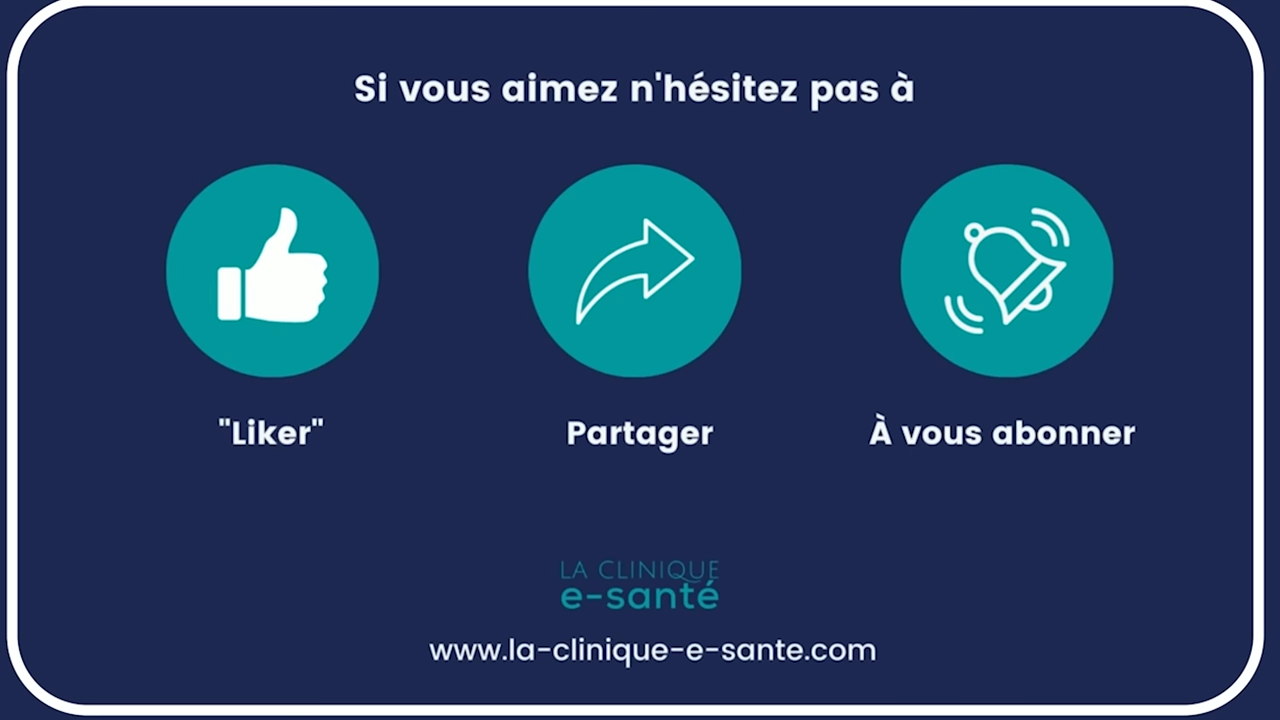 Si vous aimez n'hésitez pas à
"Liker"
Partager
À vous abonner
LA CLINIQUE
e-santé
www.la-clinique-e-sante.com